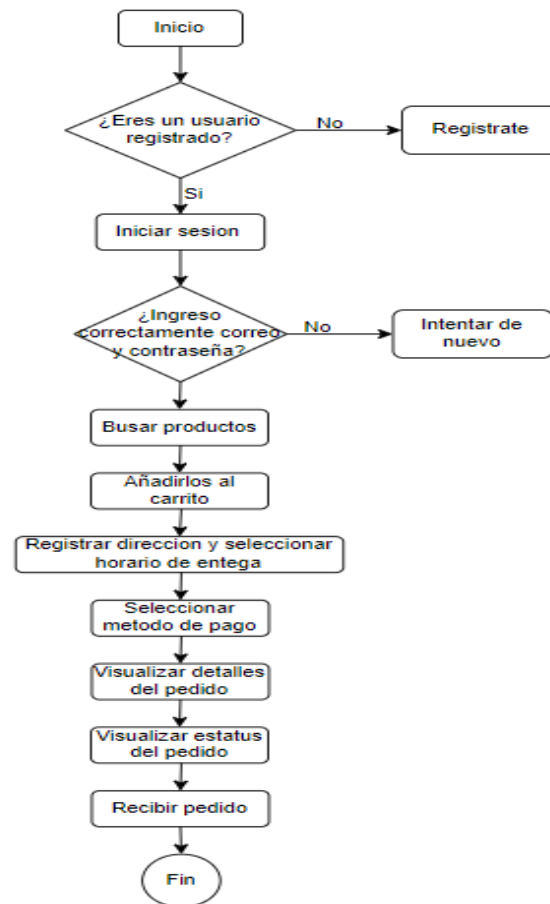 Inicio
¿Eres un usuario
registrado?
No
Registrate
Si
Iniciar sesion
¿Ingreso
correctamente correo
y contraseña?
No
Intentar de
nuevo
Busar productos
Añadirlos al
carrito
Registrar direccion y seleccionar
horario de entega
Seleccionar
metodo de pago
Visualizar detalles
del pedido
Visualizar estatus
del pedido
Recibir pedido
Fin